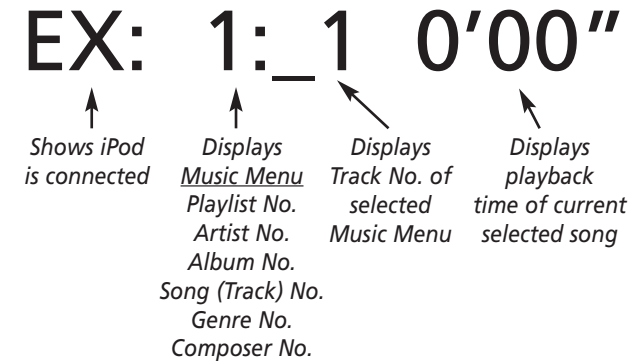 EX: 1:_1 0'00"
Shows iPod
is connected
Displays
Music Menu
Playlist No.
Artist No.
Album No.
Song (Track) No.
Genre No.
Composer No.
Displays
Track No. of
selected
Music Menu
Displays
playback
time of current
selected song